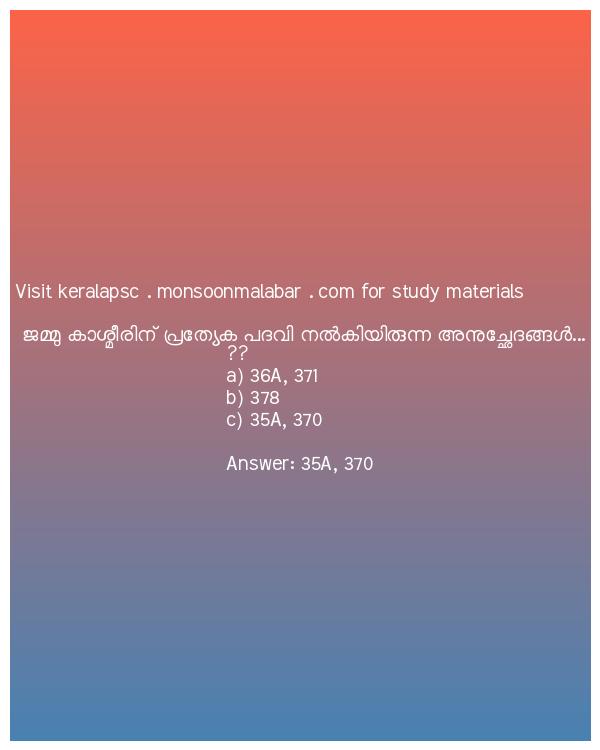 Visit keralapsc . monsoonmalabar . com for study materials
ജമ്മു കാശ്മീരിന് പ്രത്യേക പദവി നൽകിയിരുന്ന അനുച്ഛേദങ്ങൾ...
??
a) 36A, 371
b) 378
c) 35A, 370
Answer: 35A, 370